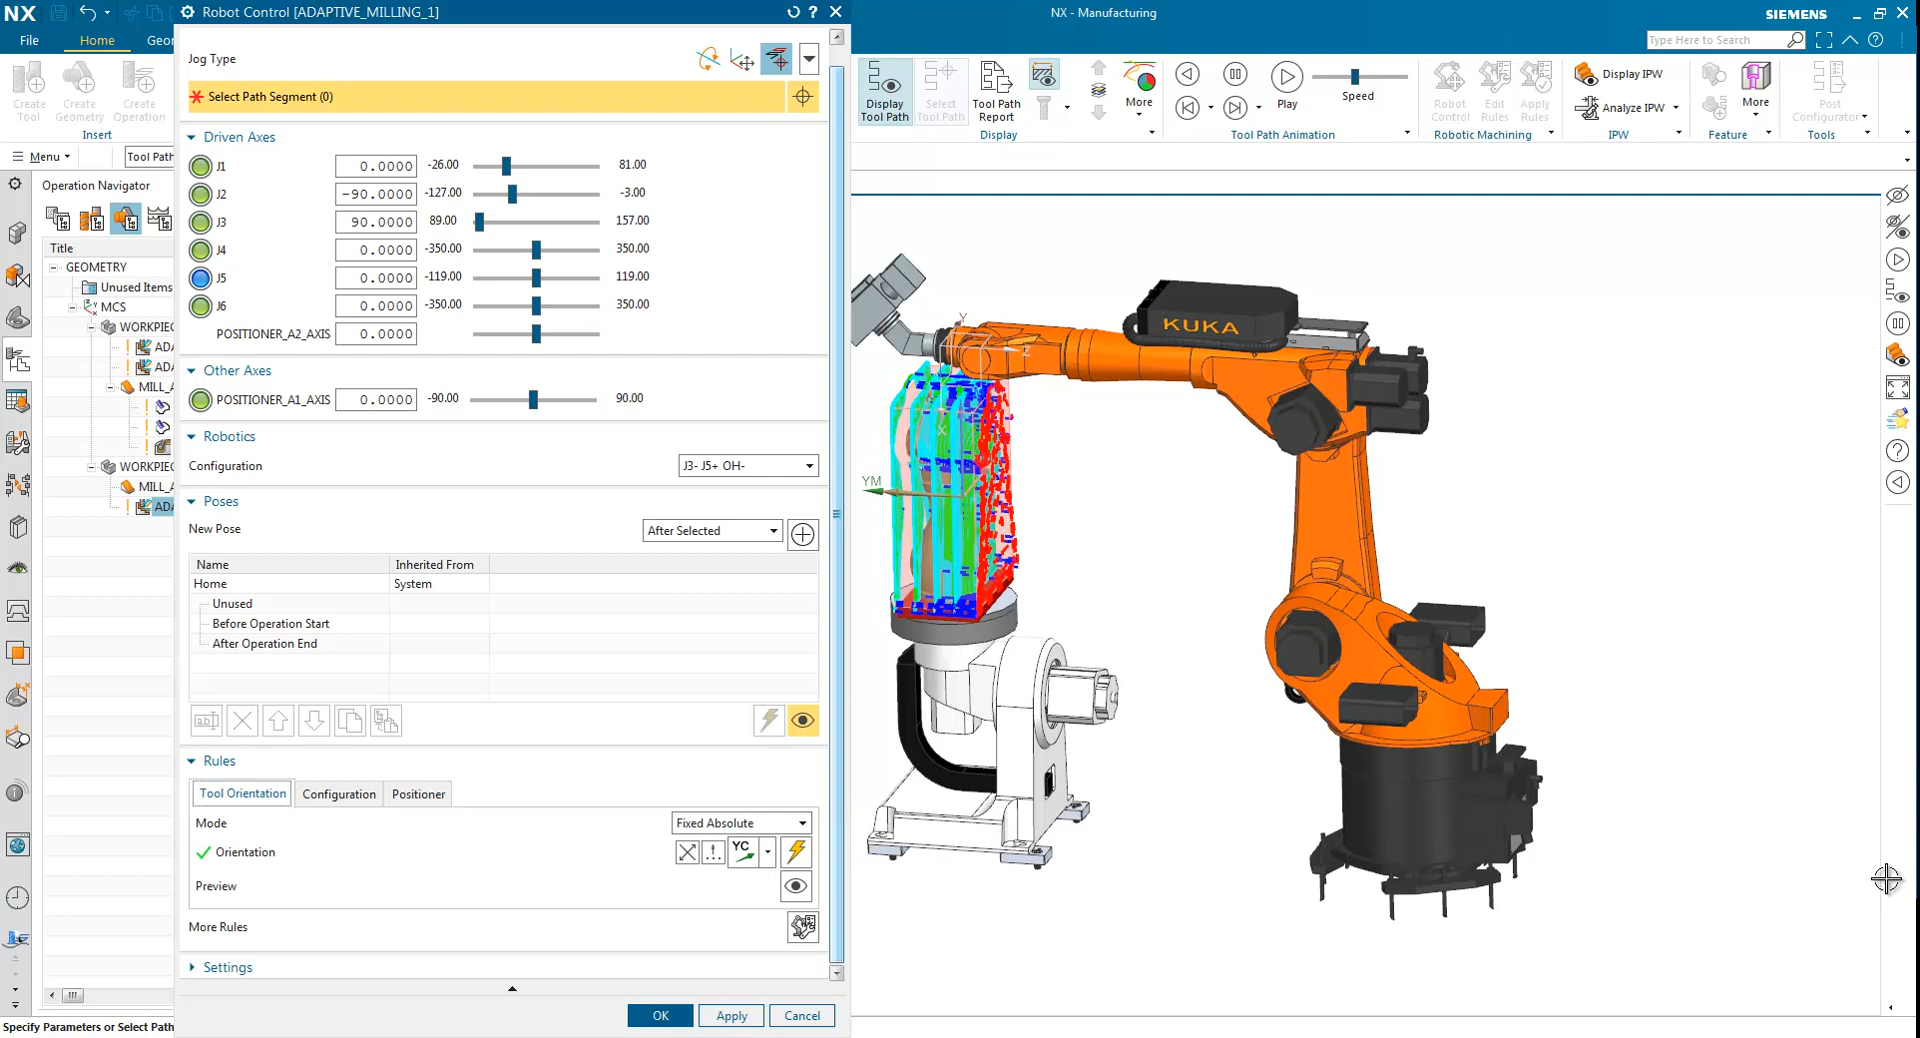 NX
Robot Control [ADAPTIVE_MILLING_1]
NX - Manufacturing
SIEMENS
File
Home
Geo
Type Here to Search
Create Tool
Create Geometry
Create Operation
Insert
Display Tool Path
Select Tool Path
Tool Path Report
More
Display
Play
Speed
Tool Path Animation
Robot Control
Edit Rules
Apply Rules
Robotic Machining
Display IPW
Analyze IPW
IPW
More
Feature
Post Configurator
Tools
Menu
Tool Path
Operation Navigator
Title
GEOMETRY
Unused Items
MCS
WORKPIEC
ADA
ADA
MILL_A
WORKPIEC
MILL_A
ADA
Jog Type
* Select Path Segment (0)
Driven Axes
J1 0.0000 -26.00 81.00
J2 -90.0000 -127.00 -3.00
J3 90.0000 89.00 157.00
J4 0.0000 -350.00 350.00
J5 0.0000 -119.00 119.00
J6 0.0000 -350.00 350.00
POSITIONER_A2_AXIS 0.0000
Other Axes
POSITIONER_A1_AXIS 0.0000 -90.00 90.00
Robotics
Configuration J3- J5+ OH-
Poses
New Pose After Selected
Name Inherited From
Home System
Unused
Before Operation Start
After Operation End
Rules
Tool Orientation Configuration Positioner
Mode Fixed Absolute
Orientation YC
Preview
More Rules
Settings
OK Apply Cancel
KUKA
Y
Z
X
YM
Specify Parameters or Select Path